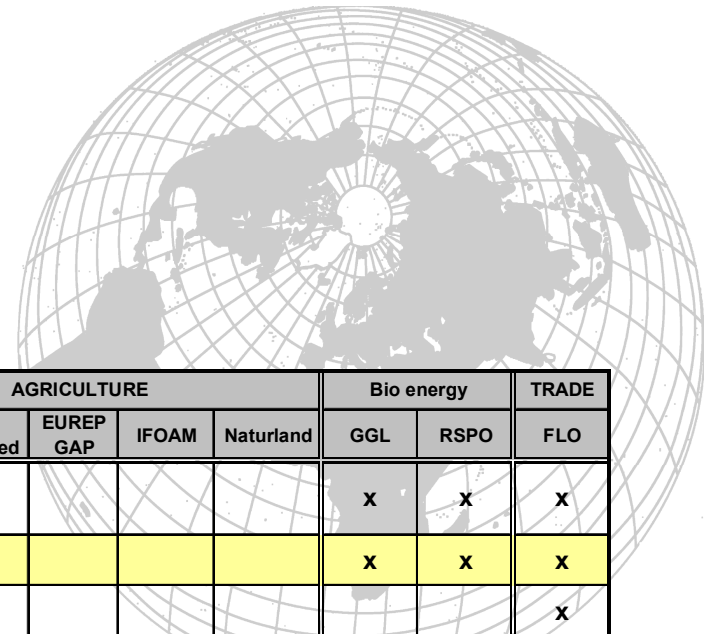 AGRICULTURE Bio energy TRADE
EUREP GAP IFOAM Naturland GGL RSPO FLO
x x x
x x x
x